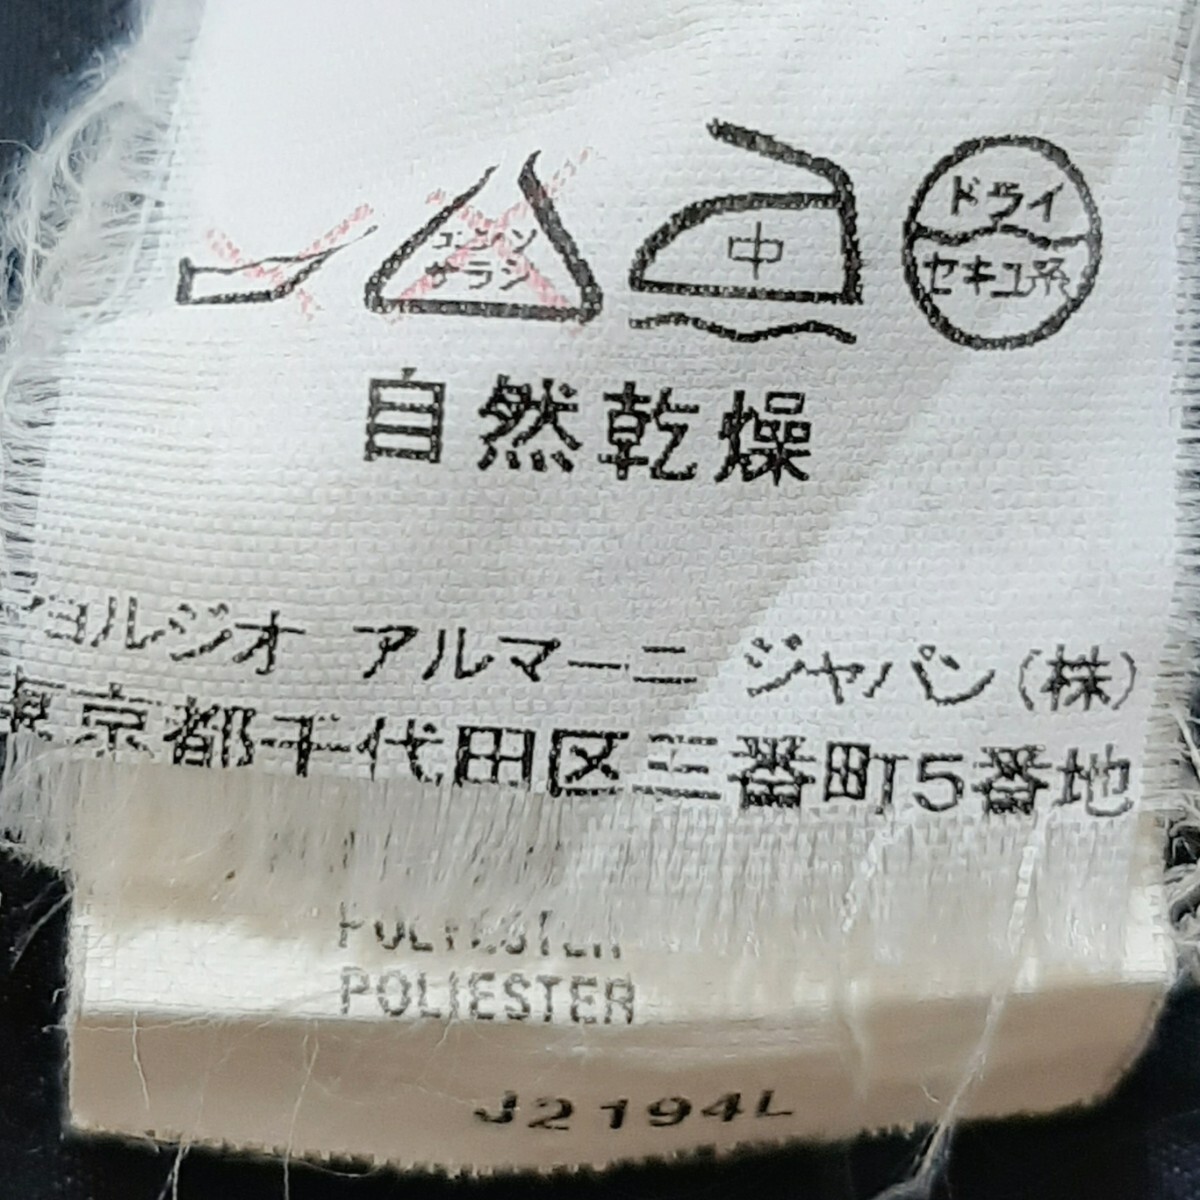 エンソ サラシ 中 ドライ セキユ系
自然乾燥
ジョルジオ アルマーニ ジャパン(株)
東京都千代田区三番町5番地
POLYESTER
POLIESTER
J2194L